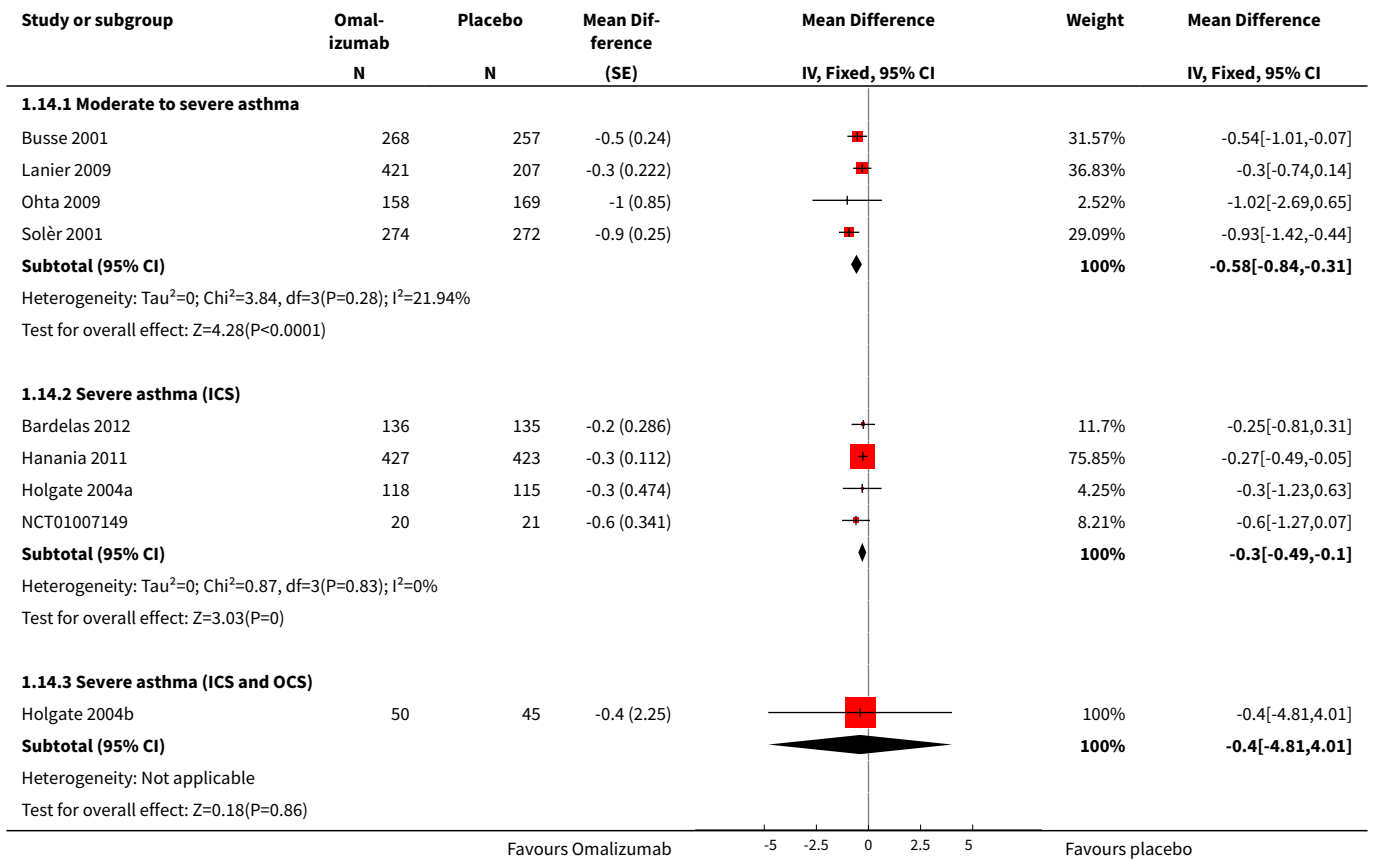 Study or subgroup Omal- Placebo Mean Dif- Mean Difference Weight Mean Difference
izumab ference
N N (SE) IV, Fixed, 95% CI IV, Fixed, 95% CI
1.14.1 Moderate to severe asthma
Busse 2001 268 257 -0.5 (0.24) 31.57% -0.54[-1.01,-0.07]
Lanier 2009 421 207 -0.3 (0.222) 36.83% -0.3[-0.74,0.14]
Ohta 2009 158 169 -1 (0.85) 2.52% -1.02[-2.69,0.65]
Solèr 2001 274 272 -0.9 (0.25) 29.09% -0.93[-1.42,-0.44]
Subtotal (95% CI) 100% -0.58[-0.84,-0.31]
Heterogeneity: Tau²=0; Chi²=3.84, df=3(P=0.28); I²=21.94%
Test for overall effect: Z=4.28(P<0.0001)
1.14.2 Severe asthma (ICS)
Bardelas 2012 136 135 -0.2 (0.286) 11.7% -0.25[-0.81,0.31]
Hanania 2011 427 423 -0.3 (0.112) 75.85% -0.27[-0.49,-0.05]
Holgate 2004a 118 115 -0.3 (0.474) 4.25% -0.3[-1.23,0.63]
NCT01007149 20 21 -0.6 (0.341) 8.21% -0.6[-1.27,0.07]
Subtotal (95% CI) 100% -0.3[-0.49,-0.1]
Heterogeneity: Tau²=0; Chi²=0.87, df=3(P=0.83); I²=0%
Test for overall effect: Z=3.03(P=0)
1.14.3 Severe asthma (ICS and OCS)
Holgate 2004b 50 45 -0.4 (2.25) 100% -0.4[-4.81,4.01]
Subtotal (95% CI) 100% -0.4[-4.81,4.01]
Heterogeneity: Not applicable
Test for overall effect: Z=0.18(P=0.86)
Favours Omalizumab -5 -2.5 0 2.5 5 Favours placebo